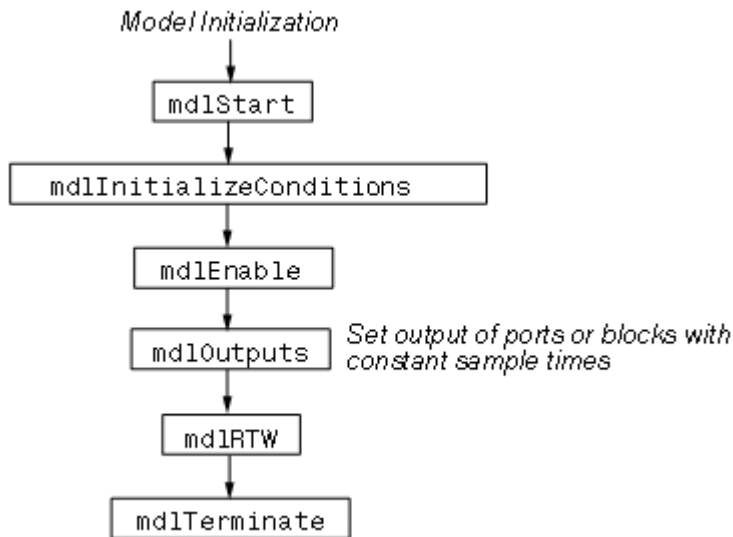 Model Initialization
mdlStart
mdlInitializeConditions
mdlEnable
mdlOutputs
Set output of ports or blocks with
constant sample times
mdlRTW
mdlTerminate